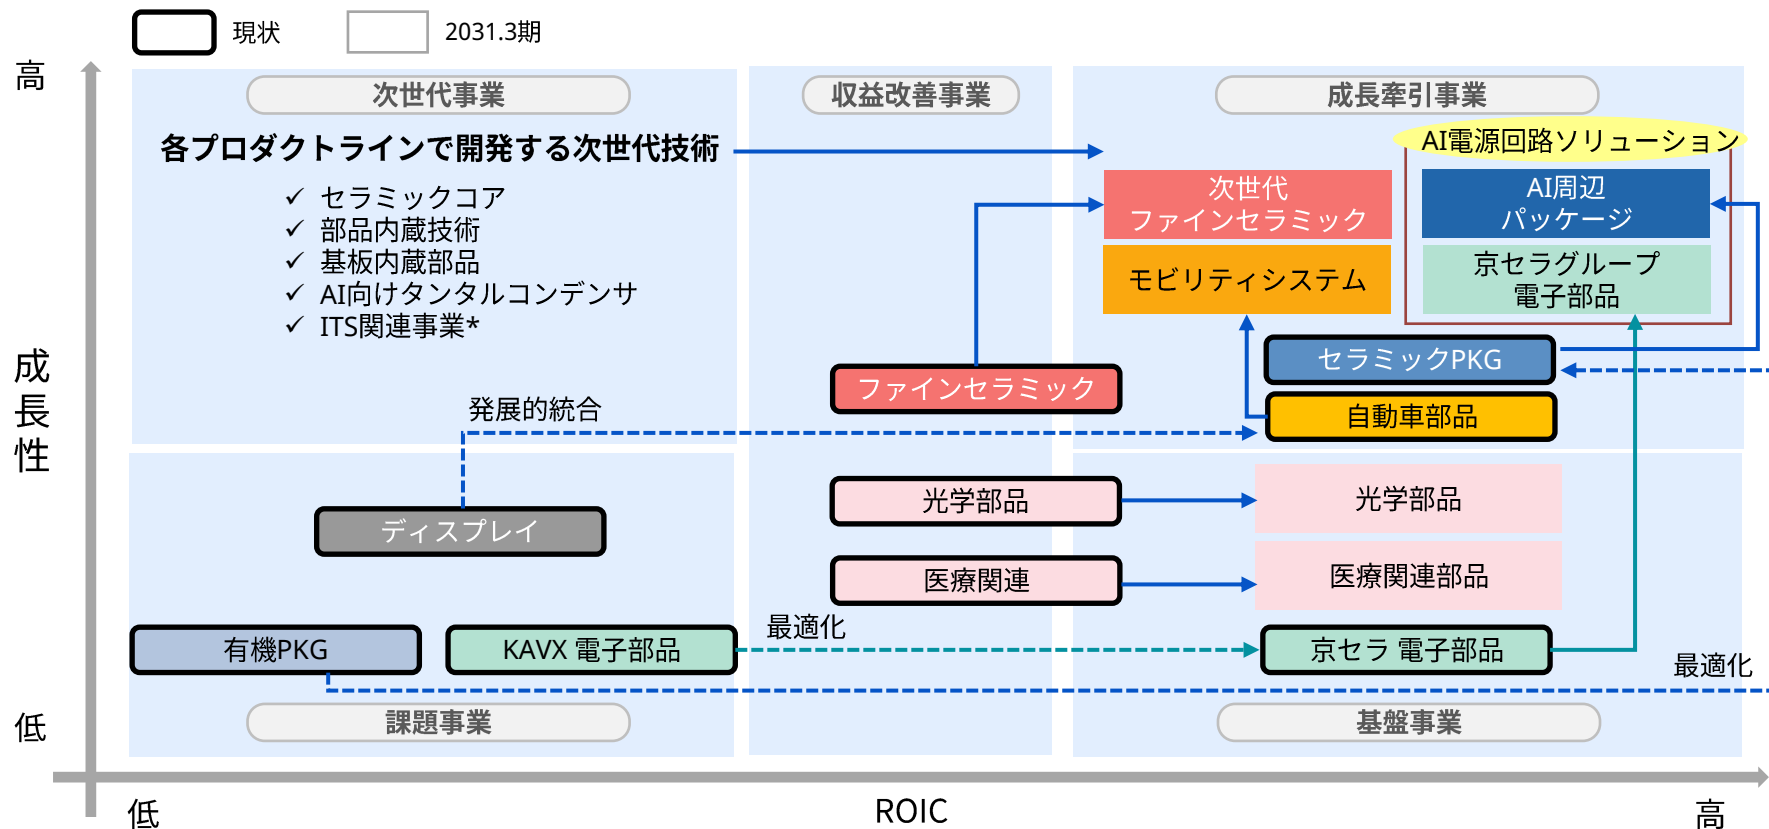 現状
2031.3期
高
次世代事業
収益改善事業
成長牽引事業
各プロダクトラインで開発する次世代技術
AI電源回路ソリューション
✓ セラミックコア
✓ 部品内蔵技術
✓ 基板内蔵部品
✓ AI向けタンタルコンデンサ
✓ ITS関連事業*
次世代
ファインセラミック
AI周辺
パッケージ
モビリティシステム
京セラグループ
電子部品
セラミックPKG
ファインセラミック
自動車部品
発展的統合
成長性
光学部品
光学部品
ディスプレイ
医療関連
医療関連部品
最適化
有機PKG
KAVX 電子部品
京セラ 電子部品
最適化
低
課題事業
基盤事業
低
ROIC
高